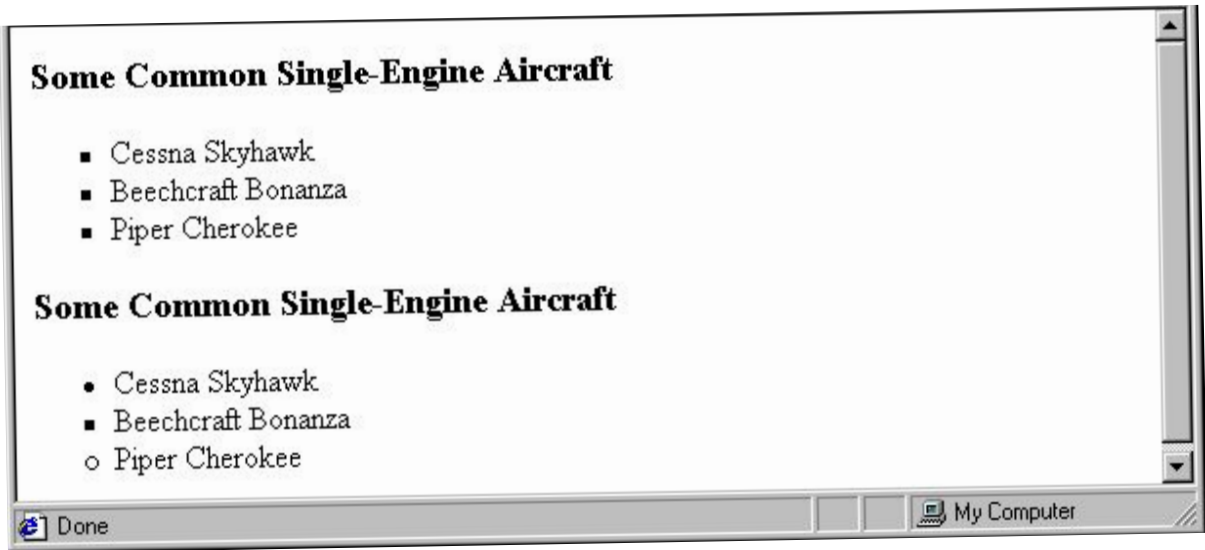 Some Common Single-Engine Aircraft
▪ Cessna Skyhawk
▪ Beechcraft Bonanza
▪ Piper Cherokee
Some Common Single-Engine Aircraft
• Cessna Skyhawk
▪ Beechcraft Bonanza
○ Piper Cherokee
Done My Computer